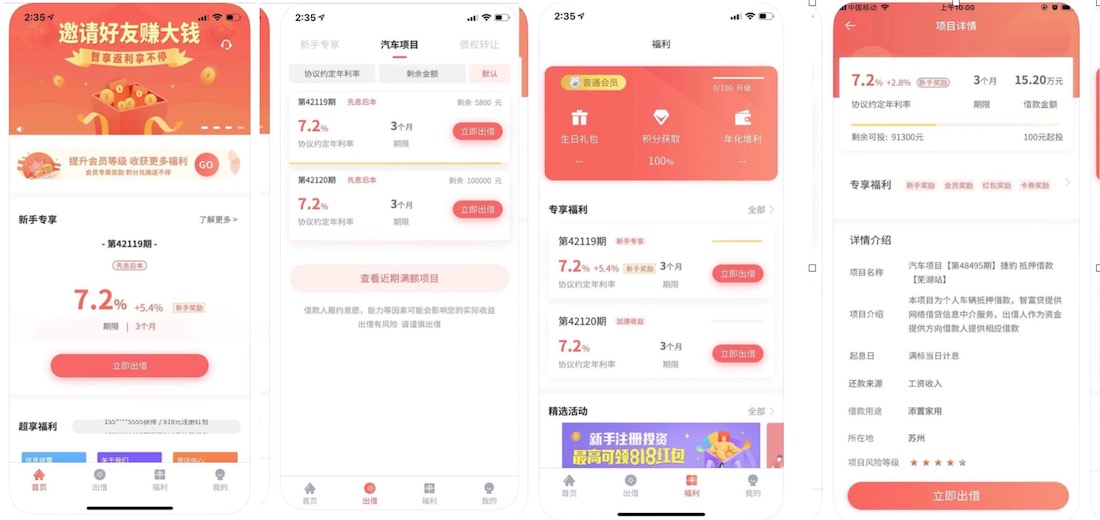 2:35
邀请好友赚大钱
暂享返利拿不停
提升会员等级 收获更多福利
会员专属奖励 积分兑换送不停
GO
新手专享
了解更多 >
- 第42119期 -
先息后本
7.2% +5.4% 新手奖励
期限 | 3个月
立即出借
超享福利
155****5555获得了818元注册红包
信息披露
关于我们
资讯中心
首页
出借
福利
我的
2:35
新手专享
汽车项目
债权转让
协议约定年利率
剩余金额
默认
第42119期 先息后本
剩余 5800 元
7.2%
3个月
立即出借
协议约定年利率
期限
第42120期 先息后本
剩余 100000 元
7.2%
3个月
立即出借
协议约定年利率
期限
查看近期满额项目
借款人履约意愿，能力等因素可能会影响您的实际收益
出借有风险 请谨慎出借
首页
出借
福利
我的
2:35
福利
普通会员
0/100 升级
生日礼包
积分获取
年化增利
--
100%
--
专享福利
全部
第42119期 新手专享
7.2% +5.4% 新手奖励 3个月
立即出借
协议约定年利率
期限
第42120期 加速收益
7.2%
3个月
立即出借
协议约定年利率
期限
精选活动
全部
新手注册投资
最高可领818红包
首页
出借
福利
我的
中国移动
上午10:00
项目详情
7.2% +2.8% 新手奖励
3个月
15.20万元
协议约定年利率
期限
借款金额
剩余可投: 91300元
100元起投
专享福利
新手奖励
会员奖励
红包奖励
卡券奖励
详情介绍
项目名称
汽车项目【第48495期】捷豹 抵押借款
【芜湖站】
项目介绍
本项目为个人车辆抵押借款，智富贷提供
网络借贷信息中介服务，出借人作为资金
提供方向借款人提供相应借款
起息日
满标当日计息
还款来源
工资收入
借款用途
添置家用
所在地
苏州
项目风险等级
立即出借